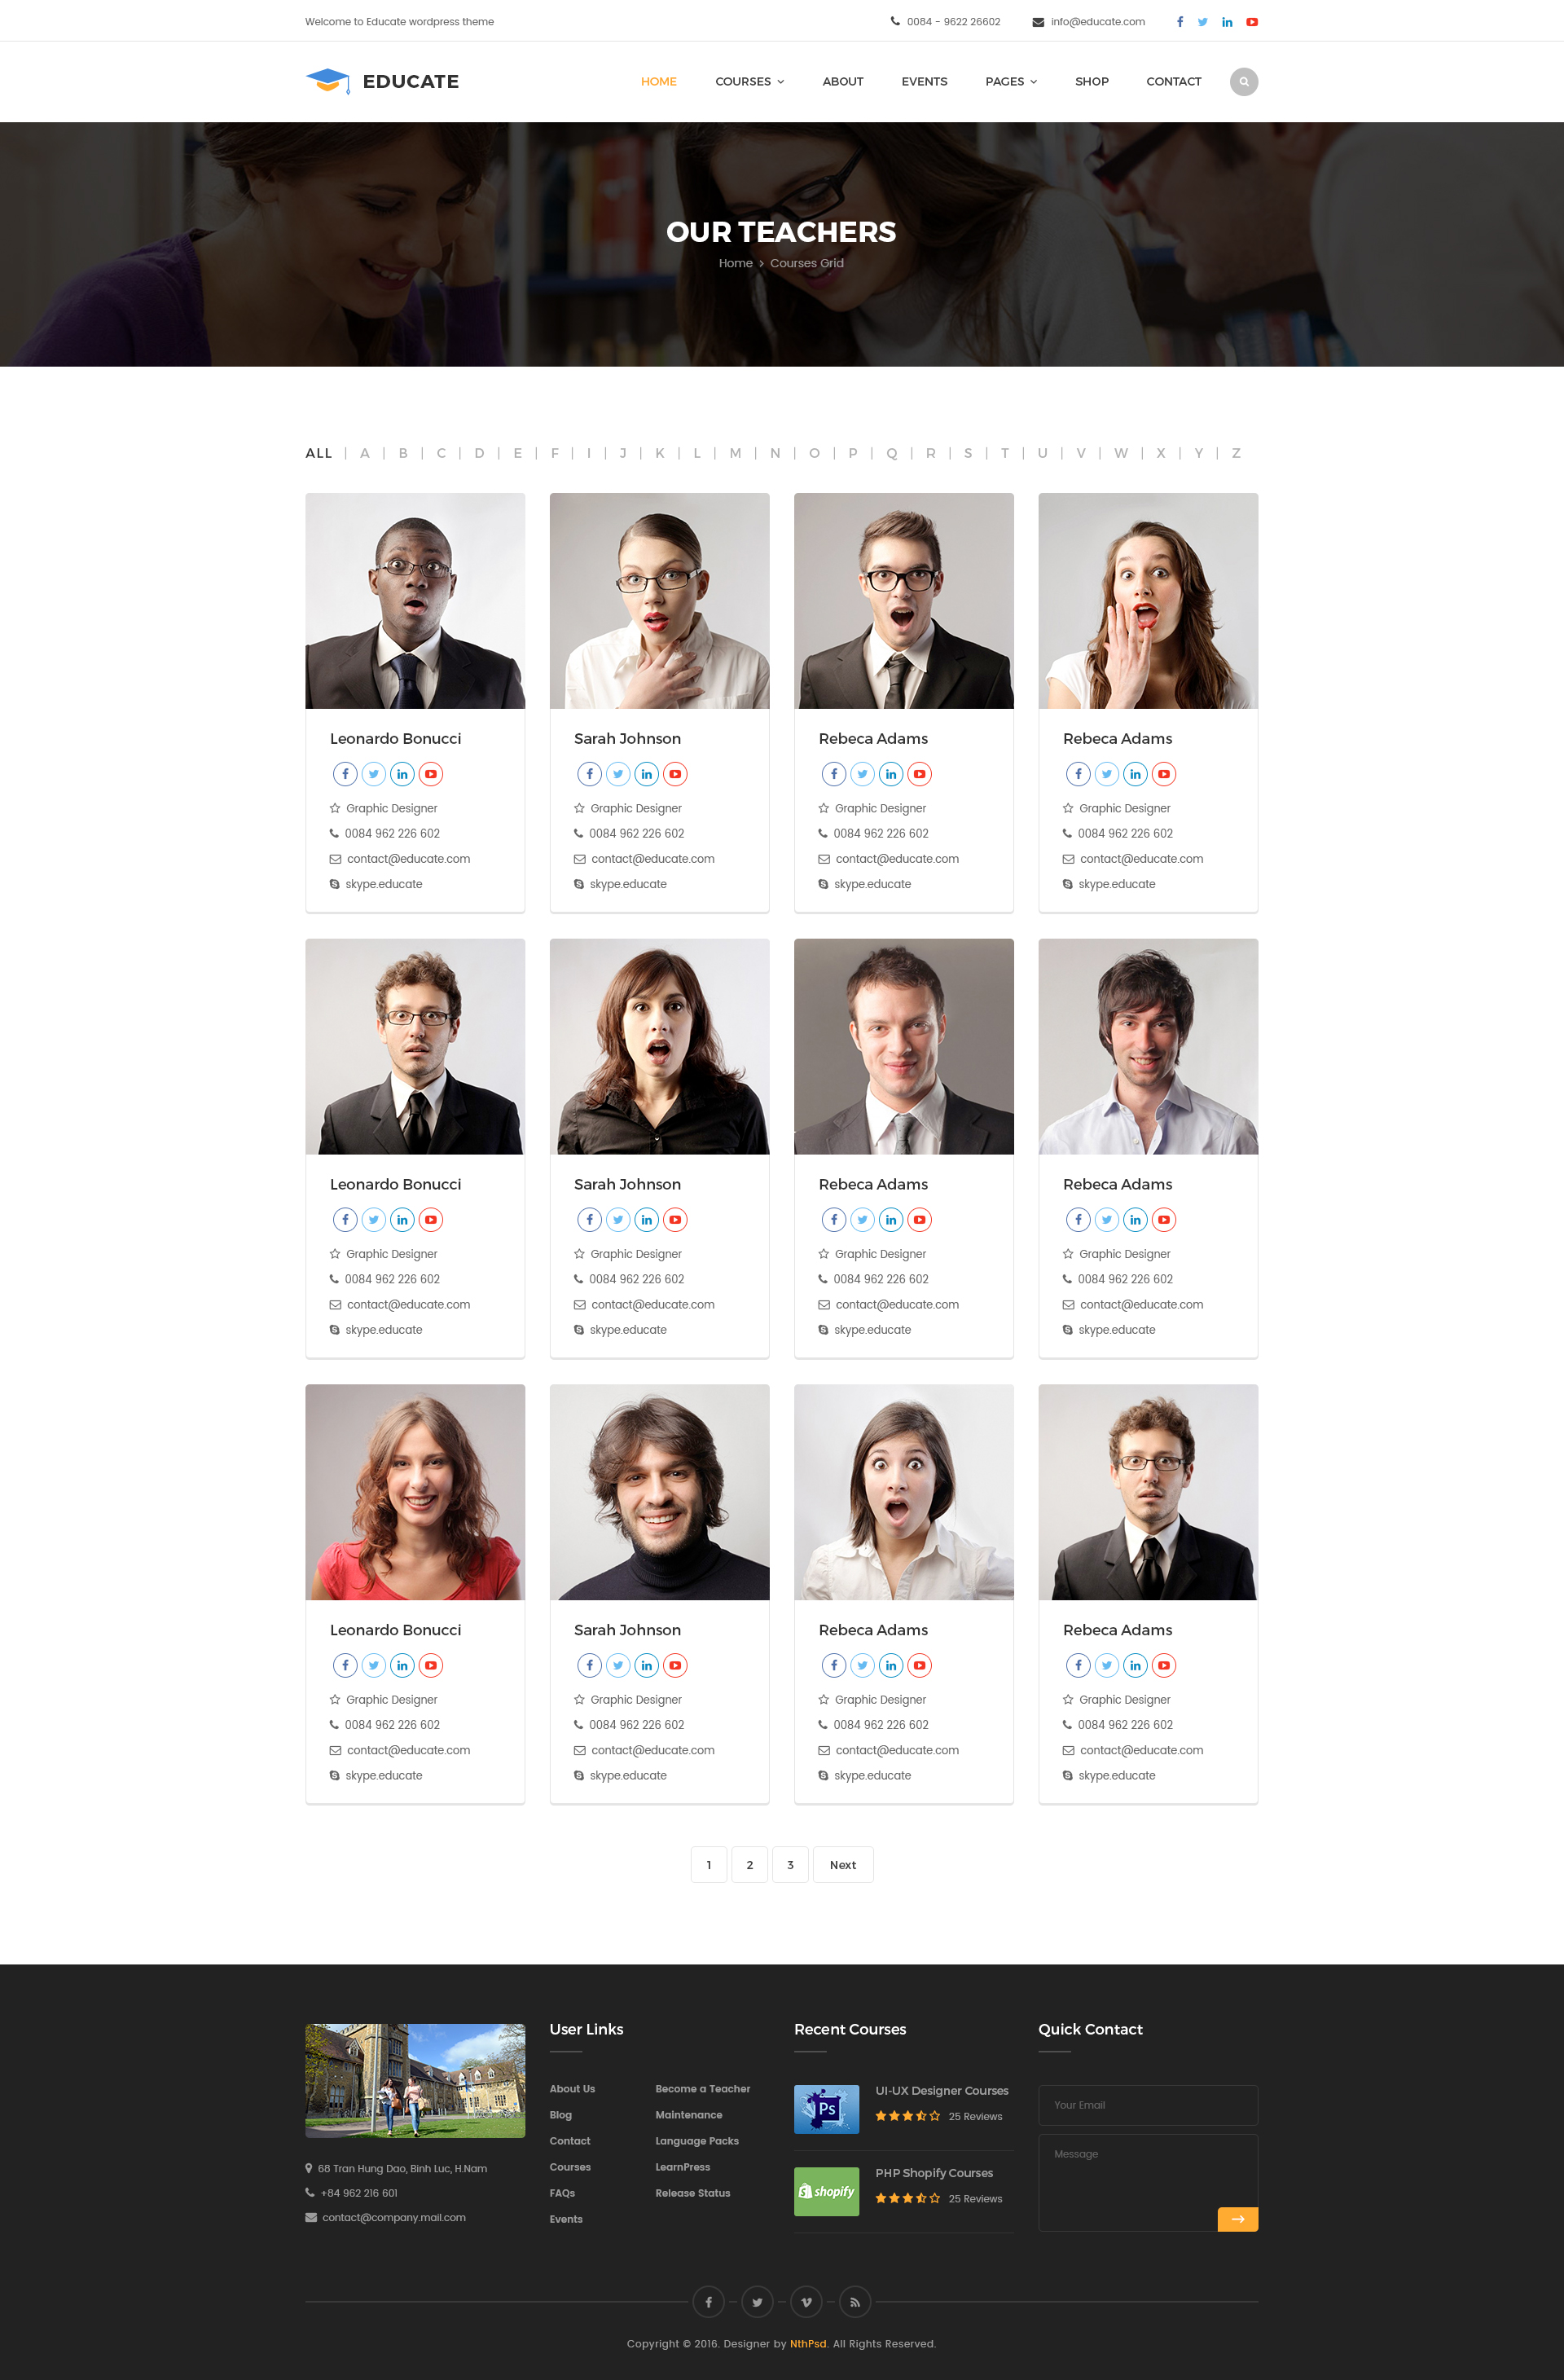 Welcome to Educate wordpress theme 0084 - 9622 26602 info@educate.com
EDUCATE HOME COURSES ABOUT EVENTS PAGES SHOP CONTACT
OUR TEACHERS
Home > Courses Grid
ALL | A | B | C | D | E | F | I | J | K | L | M | N | O | P | Q | R | S | T | U | V | W | X | Y | Z
Leonardo Bonucci
Graphic Designer
0084 962 226 602
contact@educate.com
skype.educate
Sarah Johnson
Graphic Designer
0084 962 226 602
contact@educate.com
skype.educate
Rebeca Adams
Graphic Designer
0084 962 226 602
contact@educate.com
skype.educate
Rebeca Adams
Graphic Designer
0084 962 226 602
contact@educate.com
skype.educate
Leonardo Bonucci
Graphic Designer
0084 962 226 602
contact@educate.com
skype.educate
Sarah Johnson
Graphic Designer
0084 962 226 602
contact@educate.com
skype.educate
Rebeca Adams
Graphic Designer
0084 962 226 602
contact@educate.com
skype.educate
Rebeca Adams
Graphic Designer
0084 962 226 602
contact@educate.com
skype.educate
Leonardo Bonucci
Graphic Designer
0084 962 226 602
contact@educate.com
skype.educate
Sarah Johnson
Graphic Designer
0084 962 226 602
contact@educate.com
skype.educate
Rebeca Adams
Graphic Designer
0084 962 226 602
contact@educate.com
skype.educate
Rebeca Adams
Graphic Designer
0084 962 226 602
contact@educate.com
skype.educate
1 2 3 Next
68 Tran Hung Dao, Binh Luc, H.Nam
+84 962 216 601
contact@company.mail.com
User Links
About Us
Blog
Contact
Courses
FAQs
Events
Become a Teacher
Maintenance
Language Packs
LearnPress
Release Status
Recent Courses
Ps
UI-UX Designer Courses
25 Reviews
shopify
PHP Shopify Courses
25 Reviews
Quick Contact
Your Email
Message
Copyright © 2016. Designer by NthPsd. All Rights Reserved.